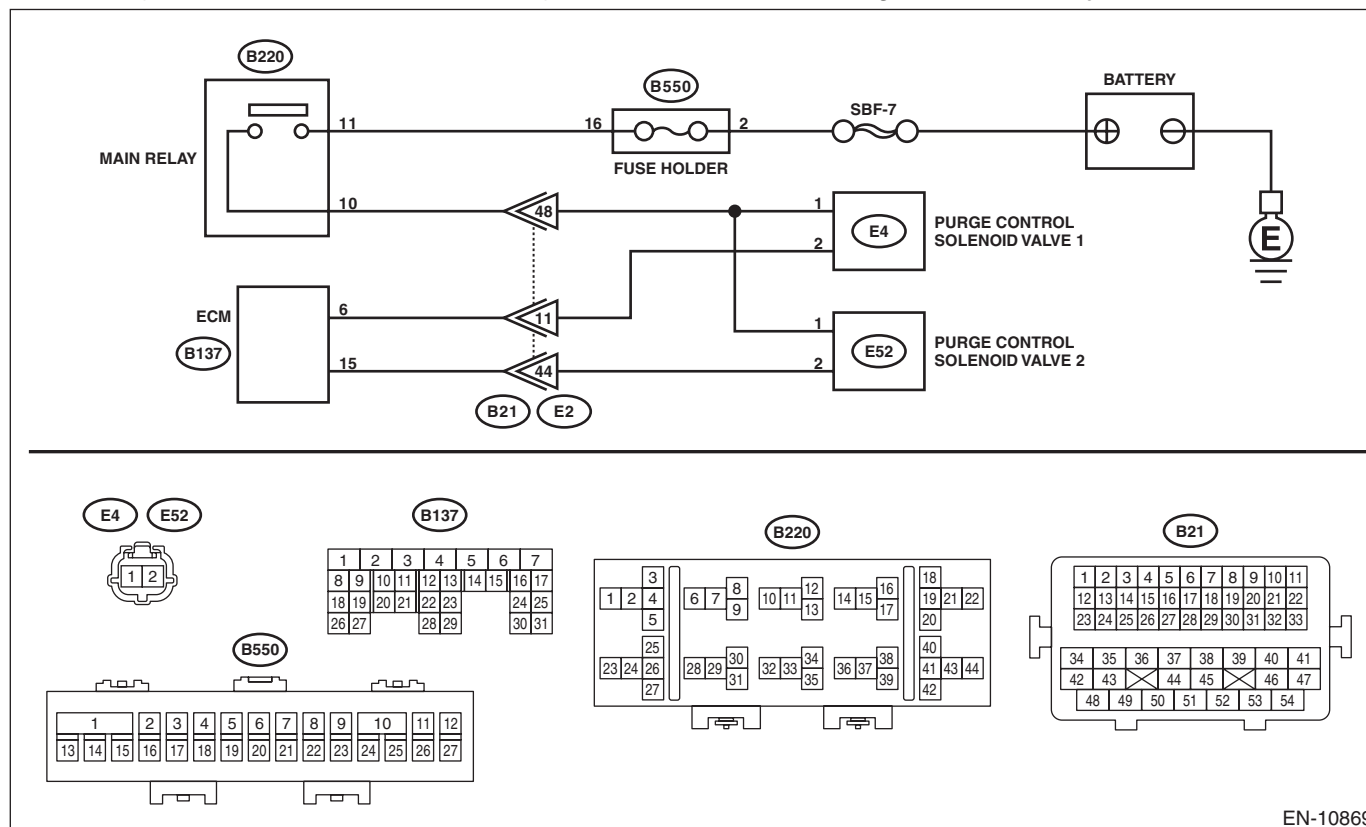 B220
B550
BATTERY
SBF-7
11
16
2
MAIN RELAY
FUSE HOLDER
10
48
1
E4
PURGE CONTROL
SOLENOID VALVE 1
2
E
ECM
6
11
B137
1
E52
PURGE CONTROL
SOLENOID VALVE 2
15
44
2
B21
E2
E4
E52
B137
B220
B21
1 2
1 2 3 4 5 6 7
8 9 10 11 12 13 14 15 16 17
18 19 20 21 22 23 24 25
26 27 28 29 30 31
3 8 12 16 18
1 2 4 6 7 9 10 11 13 14 15 17 19 21 22
5 20
25 30 34 38 40
23 24 26 28 29 31 32 33 35 36 37 39 41 43 44
27 42
1 2 3 4 5 6 7 8 9 10 11
12 13 14 15 16 17 18 19 20 21 22
23 24 25 26 27 28 29 30 31 32 33
34 35 36 37 38 39 40 41
42 43 44 45 46 47
48 49 50 51 52 53 54
B550
1 2 3 4 5 6 7 8 9 10 11 12
13 14 15 16 17 18 19 20 21 22 23 24 25 26 27
EN-10869